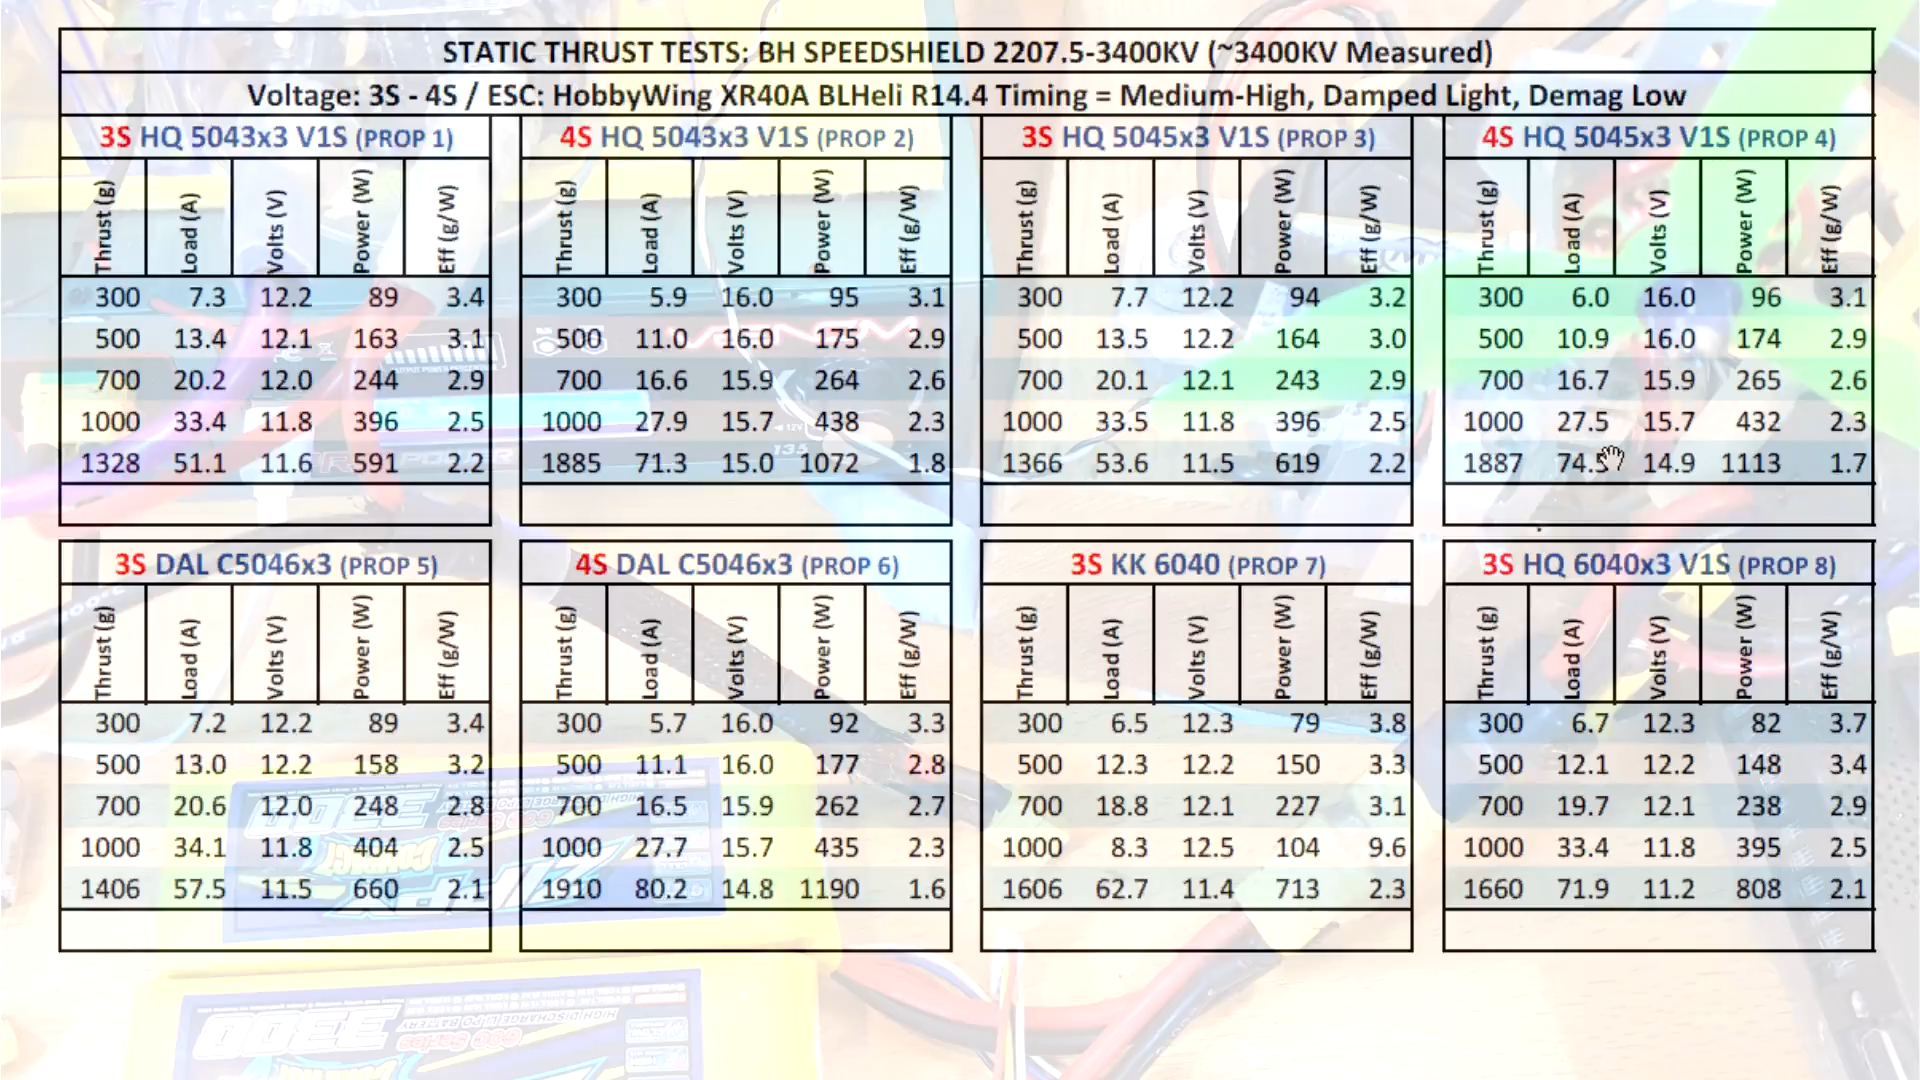 STATIC THRUST TESTS: BH SPEEDSHIELD 2207.5-3400KV (~3400KV Measured)
Voltage: 3S - 4S / ESC: HobbyWing XR40A BLHeli R14.4 Timing = Medium-High, Damped Light, Demag Low
3S HQ 5043x3 V1S (PROP 1)
Thrust (g) Load (A) Volts (V) Power (W) Eff (g/W)
300 7.3 12.2 89 3.4
500 13.4 12.1 163 3.1
700 20.2 12.0 244 2.9
1000 33.4 11.8 396 2.5
1328 51.1 11.6 591 2.2
4S HQ 5043x3 V1S (PROP 2)
Thrust (g) Load (A) Volts (V) Power (W) Eff (g/W)
300 5.9 16.0 95 3.1
500 11.0 16.0 175 2.9
700 16.6 15.9 264 2.6
1000 27.9 15.7 438 2.3
1885 71.3 15.0 1072 1.8
3S HQ 5045x3 V1S (PROP 3)
Thrust (g) Load (A) Volts (V) Power (W) Eff (g/W)
300 7.7 12.2 94 3.2
500 13.5 12.2 164 3.0
700 20.1 12.1 243 2.9
1000 33.5 11.8 396 2.5
1366 53.6 11.5 619 2.2
4S HQ 5045x3 V1S (PROP 4)
Thrust (g) Load (A) Volts (V) Power (W) Eff (g/W)
300 6.0 16.0 96 3.1
500 10.9 16.0 174 2.9
700 16.7 15.9 265 2.6
1000 27.5 15.7 432 2.3
1887 74.5 14.9 1113 1.7
3S DAL C5046x3 (PROP 5)
Thrust (g) Load (A) Volts (V) Power (W) Eff (g/W)
300 7.2 12.2 89 3.4
500 13.0 12.2 158 3.2
700 20.6 12.0 248 2.8
1000 34.1 11.8 404 2.5
1406 57.5 11.5 660 2.1
4S DAL C5046x3 (PROP 6)
Thrust (g) Load (A) Volts (V) Power (W) Eff (g/W)
300 5.7 16.0 92 3.3
500 11.1 16.0 177 2.8
700 16.5 15.9 262 2.7
1000 27.7 15.7 435 2.3
1910 80.2 14.8 1190 1.6
3S KK 6040 (PROP 7)
Thrust (g) Load (A) Volts (V) Power (W) Eff (g/W)
300 6.5 12.3 79 3.8
500 12.3 12.2 150 3.3
700 18.8 12.1 227 3.1
1000 8.3 12.5 104 9.6
1606 62.7 11.4 713 2.3
3S HQ 6040x3 V1S (PROP 8)
Thrust (g) Load (A) Volts (V) Power (W) Eff (g/W)
300 6.7 12.3 82 3.7
500 12.1 12.2 148 3.4
700 19.7 12.1 238 2.9
1000 33.4 11.8 395 2.5
1660 71.9 11.2 808 2.1
3300
ZIPPY
COMPACT
3300
HIGH DISCHARGE LIPO BATTERY
60C Series